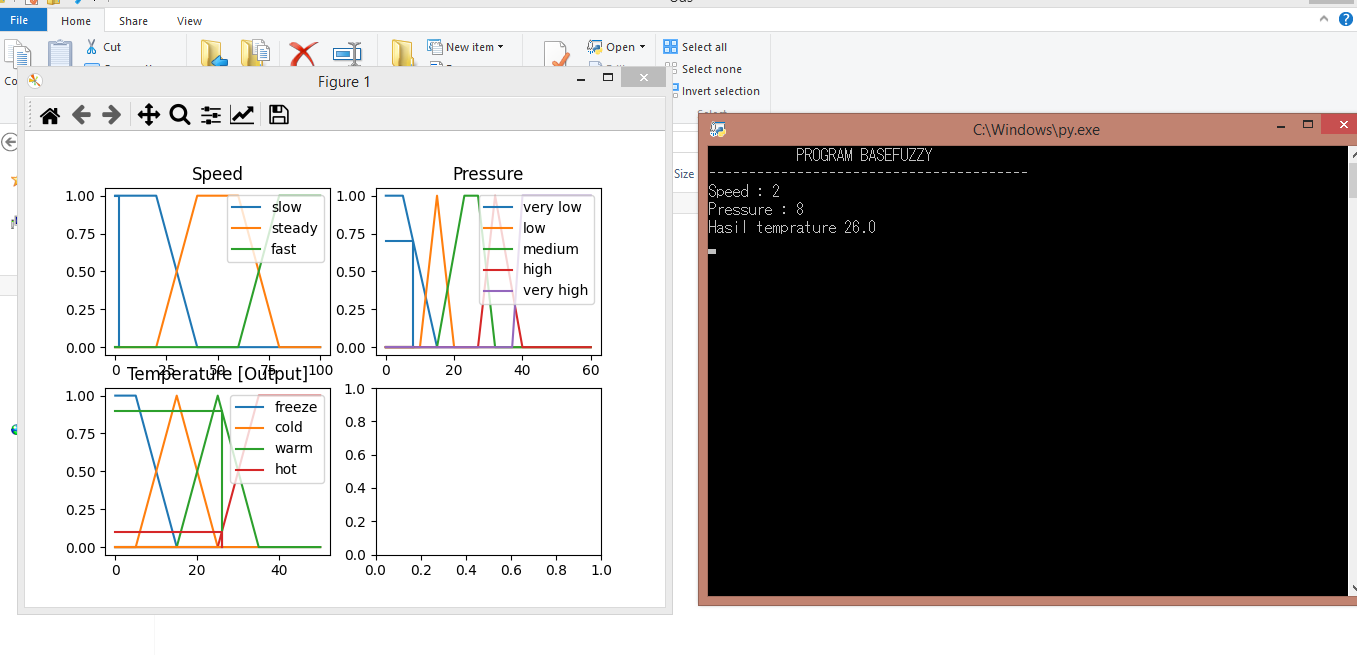 File Home Share View
Cut
New item
Open
Select all
Select none
Invert selection
Size
Figure 1
Speed
1.00
0.75
0.50
0.25
0.00
0 25 50 75 100
slow
steady
fast
Pressure
1.00
0.75
0.50
0.25
0.00
0 20 40 60
very low
low
medium
high
very high
Temperature [Output]
1.00
0.75
0.50
0.25
0.00
0 20 40
freeze
cold
warm
hot
1.0
0.8
0.6
0.4
0.2
0.0
0.0 0.2 0.4 0.6 0.8 1.0
C:\Windows\py.exe
PROGRAM BASEFUZZY
--------------------------------------
Speed : 2
Pressure : 8
Hasil temprature 26.0